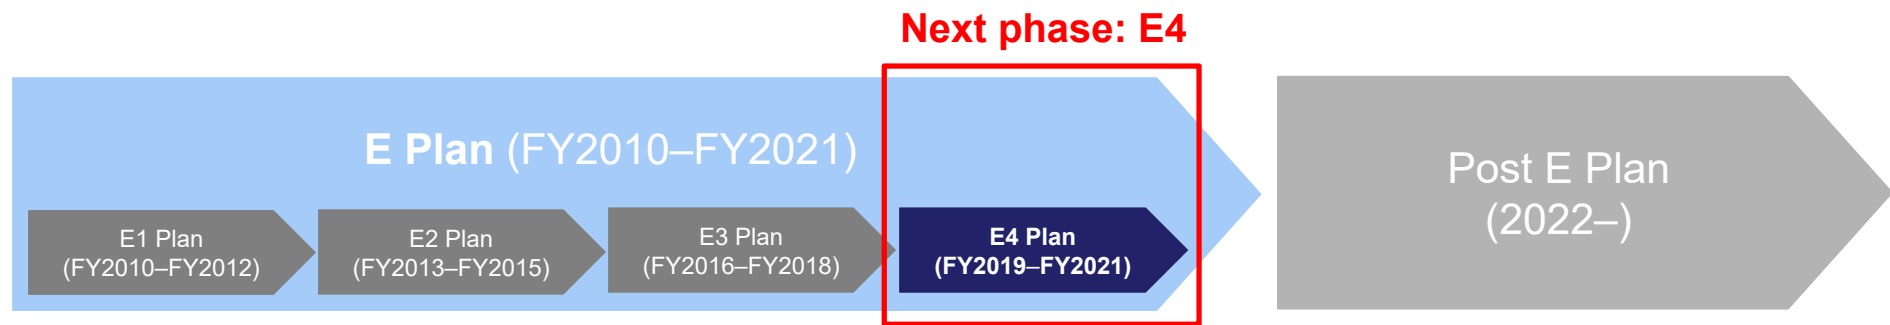 Next phase: E4
E Plan (FY2010–FY2021)
E1 Plan
(FY2010–FY2012)
E2 Plan
(FY2013–FY2015)
E3 Plan
(FY2016–FY2018)
E4 Plan
(FY2019–FY2021)
Post E Plan
(2022–)